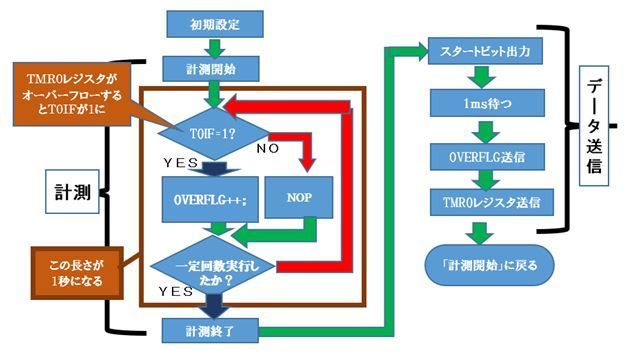 初期設定
計測開始
TMR0レジスタが
オーバーフローする
とT0IFが1に
T0IF=1?
NO
YES
OVERFLG++;
NOP
計測
この長さが
1秒になる
一定回数実行し
たか?
YES
計測終了
スタートビット出力
1ms待つ
OVERFLG送信
TMR0レジスタ送信
「計測開始」に戻る
データ送信